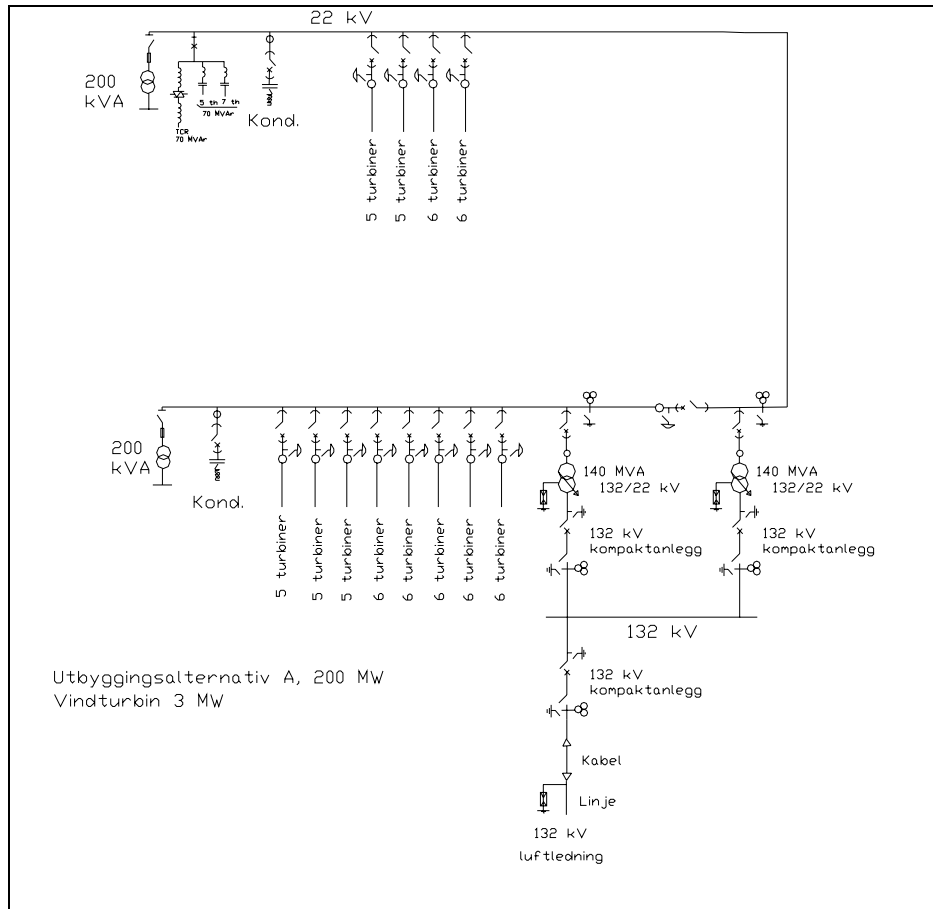 22 kV
200
kVA
5 th 7 th
70 MVAr
TCR
70 MVAr
Kond.
5 turbiner
5 turbiner
6 turbiner
6 turbiner
200
kVA
Kond.
5 turbiner
5 turbiner
5 turbiner
6 turbiner
6 turbiner
6 turbiner
6 turbiner
6 turbiner
140 MVA
132/22 kV
140 MVA
132/22 kV
132 kV
kompaktanlegg
132 kV
kompaktanlegg
132 kV
132 kV
kompaktanlegg
Utbyggingsalternativ A, 200 MW
Vindturbin 3 MW
Kabel
Linje
132 kV
luftledning